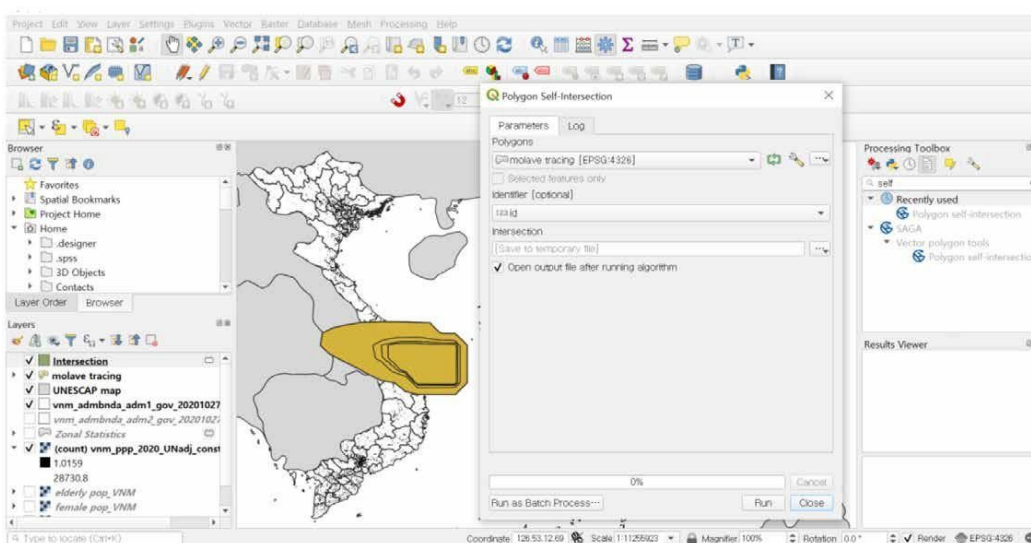 Project Edit View Layer Settings Plugins Vector Raster Database Mesh Processing Help
12
Polygon Self-Intersection
Parameters Log
Polygons
molave tracing [EPSG:4326]
Selected features only
Identifier [optional]
123 id
Intersection
[Save to temporary file]
Open output file after running algorithm
0%
Cancel
Run as Batch Process...
Run
Close
Browser
Favorites
Spatial Bookmarks
Project Home
Home
.designer
.spss
3D Objects
Contacts
Layer Order Browser
Layers
Intersection
molave tracing
UNESCAP map
vnm_admbnda_adm1_gov_20201027
vnm_admbnda_adm2_gov_20201027
Zonal Statistics
(count) vnm_ppp_2020_UNadj_const
1.0159
28730.8
elderly pop_VNM
female pop_VNM
Processing Toolbox
self
Recently used
Polygon self-intersection
SAGA
Vector polygon tools
Polygon self-intersectio
Results Viewer
Type to locate (Ctrl+K)
Coordinate 126.53,12.69 Scale 1:11255923 Magnifier 100% Rotation 0.0° Render EPSG:4326